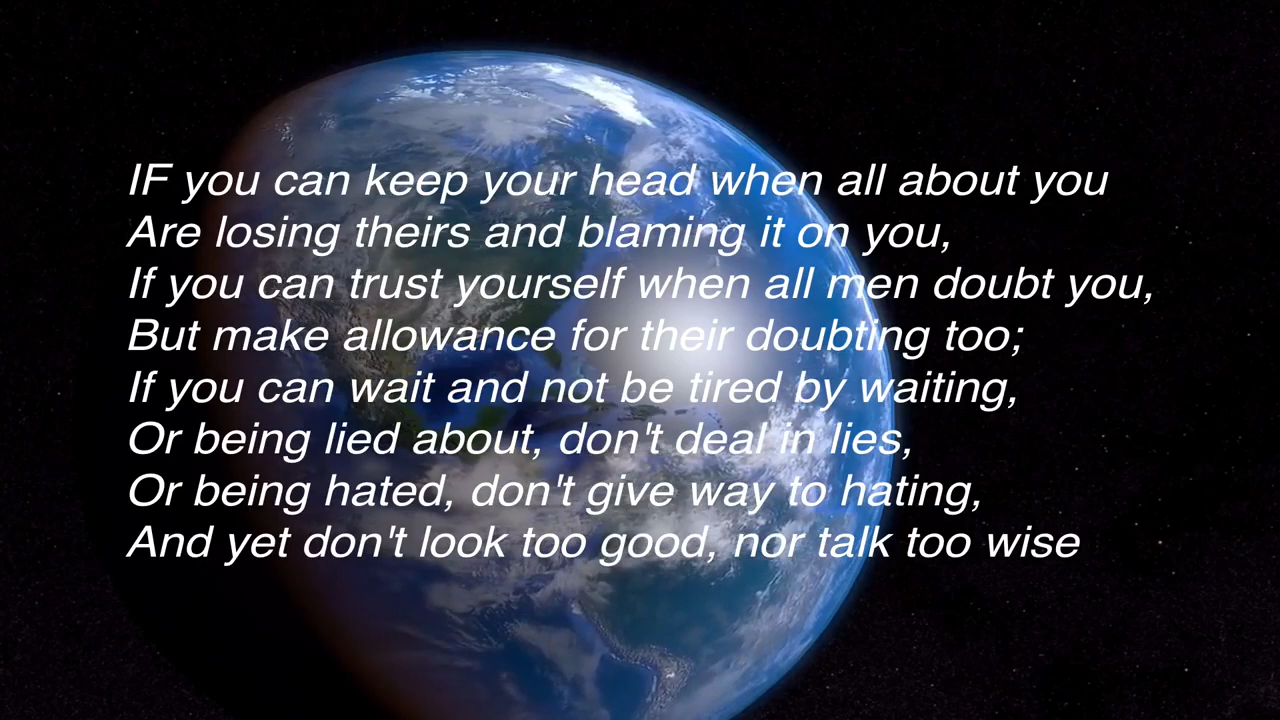 IF you can keep your head when all about you
Are losing theirs and blaming it on you,
If you can trust yourself when all men doubt you,
But make allowance for their doubting too;
If you can wait and not be tired by waiting,
Or being lied about, don't deal in lies,
Or being hated, don't give way to hating,
And yet don't look too good, nor talk too wise